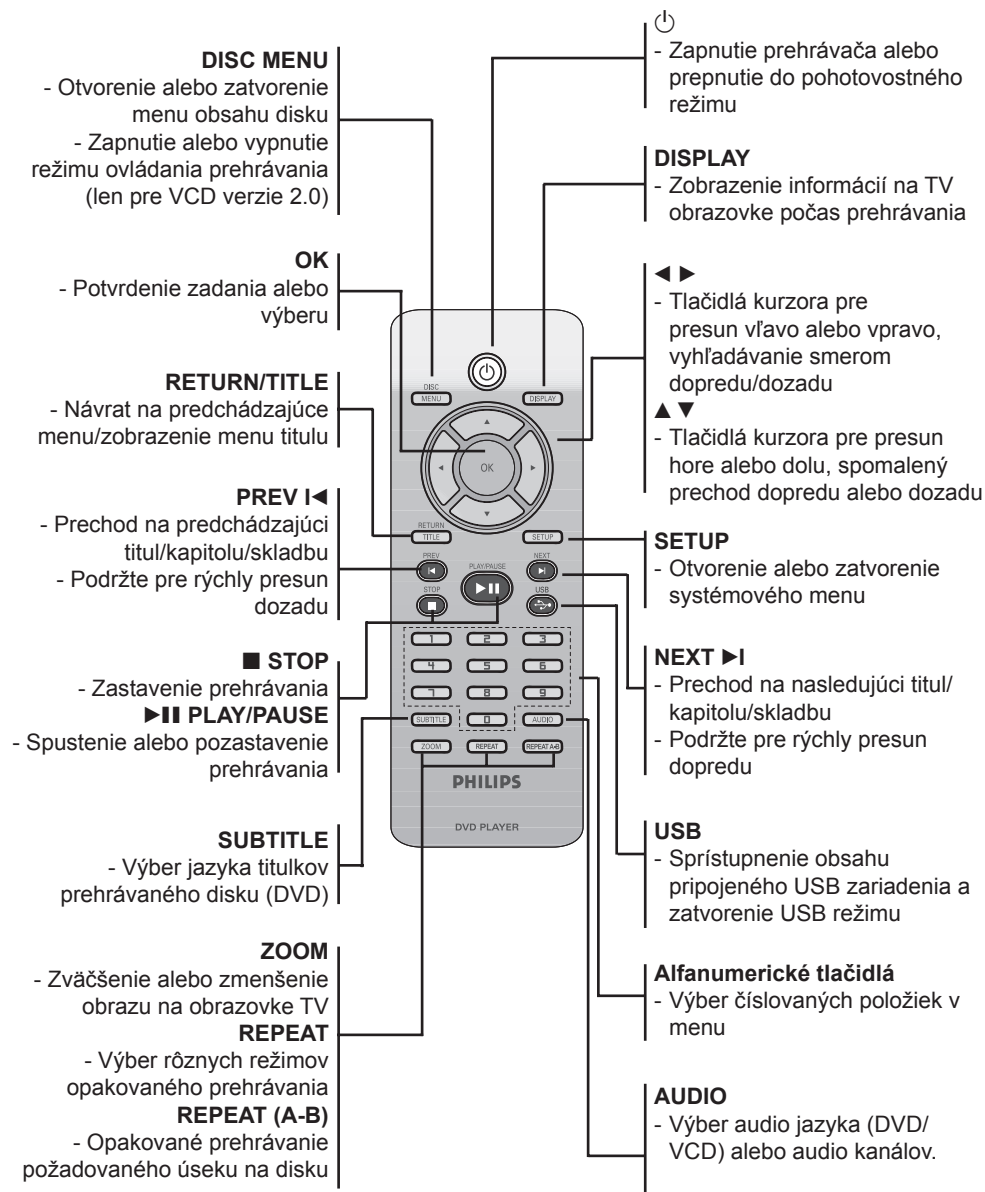 DISC MENU
- Otvorenie alebo zatvorenie
menu obsahu disku
- Zapnutie alebo vypnutie
režimu ovládania prehrávania
(len pre VCD verzie 2.0)
OK
- Potvrdenie zadania alebo
výberu
RETURN/TITLE
- Návrat na predchádzajúce
menu/zobrazenie menu titulu
PREV I◄
- Prechod na predchádzajúci
titul/kapitolu/skladbu
- Podržte pre rýchly presun
dozadu
■ STOP
- Zastavenie prehrávania
►II PLAY/PAUSE
- Spustenie alebo pozastavenie
prehrávania
SUBTITLE
- Výber jazyka titulkov
prehrávaného disku (DVD)
ZOOM
- Zväčšenie alebo zmenšenie
obrazu na obrazovke TV
REPEAT
- Výber rôznych režimov
opakovaného prehrávania
REPEAT (A-B)
- Opakované prehrávanie
požadovaného úseku na disku
DISC
MENU
DISPLAY
OK
RETURN
TITLE
SETUP
PREV
PLAY/PAUSE
NEXT
STOP
USB
1 2 3
4 5 6
7 8 9
SUBTITLE 0 AUDIO
ZOOM REPEAT REPEAT A-B
PHILIPS
DVD PLAYER
⏻
- Zapnutie prehrávača alebo
prepnutie do pohotovostného
režimu
DISPLAY
- Zobrazenie informácií na TV
obrazovke počas prehrávania
◄ ►
- Tlačidlá kurzora pre
presun vľavo alebo vpravo,
vyhľadávanie smerom
dopredu/dozadu
▲ ▼
- Tlačidlá kurzora pre presun
hore alebo dolu, spomalený
prechod dopredu alebo dozadu
SETUP
- Otvorenie alebo zatvorenie
systémového menu
NEXT ►I
- Prechod na nasledujúci titul/
kapitolu/skladbu
- Podržte pre rýchly presun
dopredu
USB
- Sprístupnenie obsahu
pripojeného USB zariadenia a
zatvorenie USB režimu
Alfanumerické tlačidlá
- Výber číslovaných položiek v
menu
AUDIO
- Výber audio jazyka (DVD/
VCD) alebo audio kanálov.